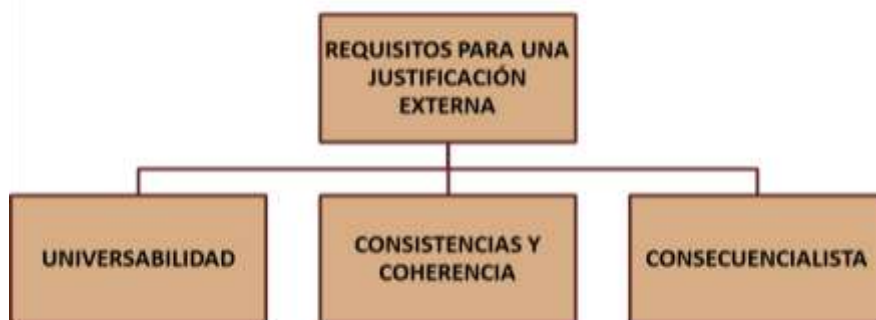 REQUISITOS PARA UNA
JUSTIFICACIÓN
EXTERNA
UNIVERSABILIDAD
CONSISTENCIAS Y
COHERENCIA
CONSECUENCIALISTA